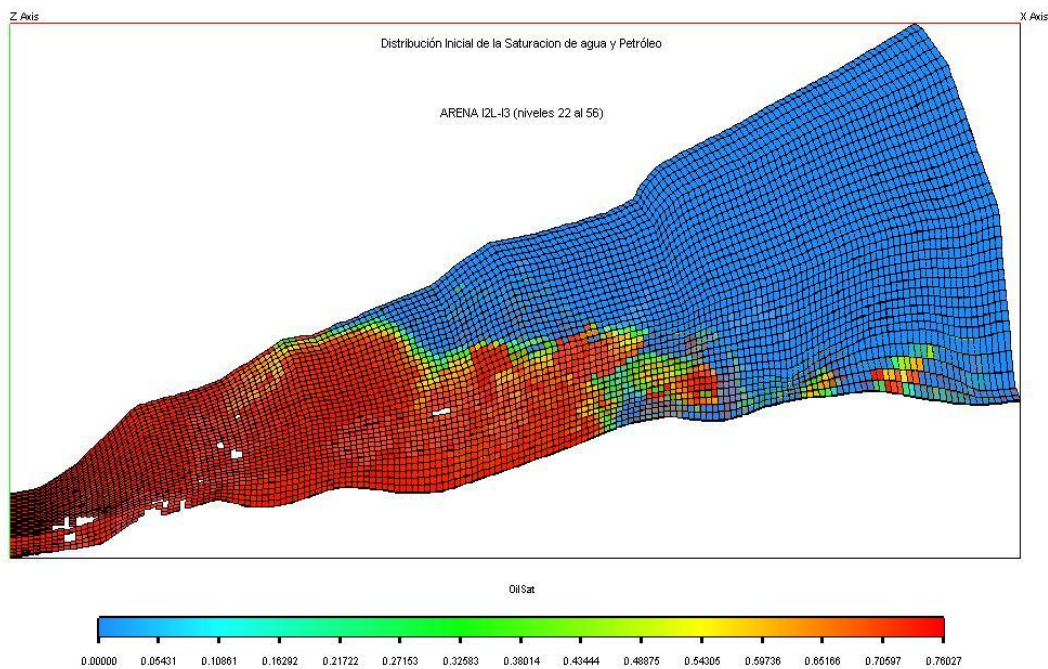 Z Axis
X Axis
Distribución Inicial de la Saturacion de agua y Petróleo
ARENA I2L-I3 (niveles 22 al 56)
OilSat
0.00000 0.05431 0.10861 0.16292 0.21722 0.27153 0.32583 0.38014 0.43444 0.48875 0.54305 0.59736 0.65166 0.70597 0.76027